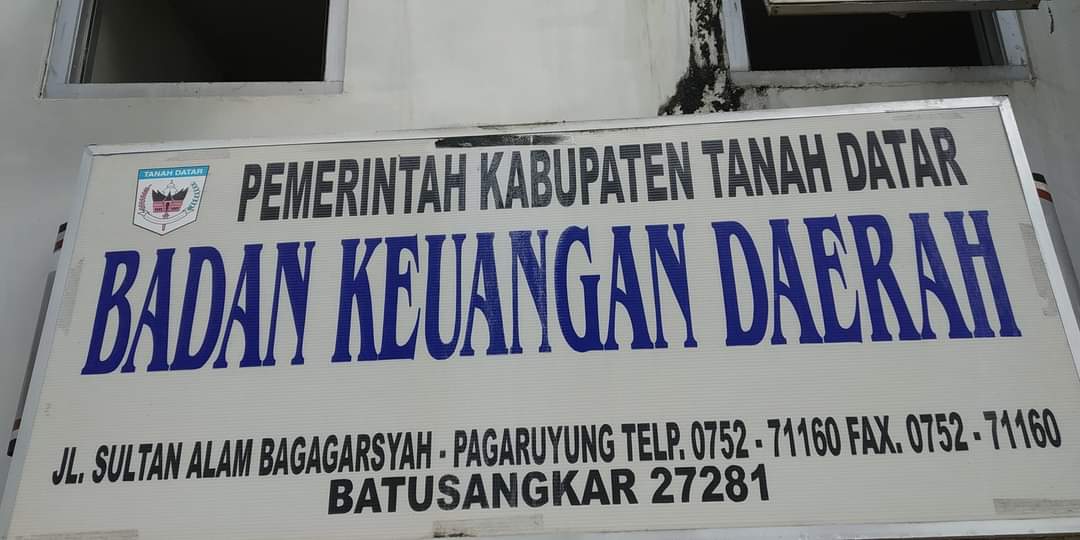 TANAH DATAR
PEMERINTAH KABUPATEN TANAH DATAR
BADAN KEUANGAN DAERAH
JL. SULTAN ALAM BAGAGARSYAH - PAGARUYUNG TELP. 0752 - 71160 FAX. 0752 - 71160
BATUSANGKAR 27281